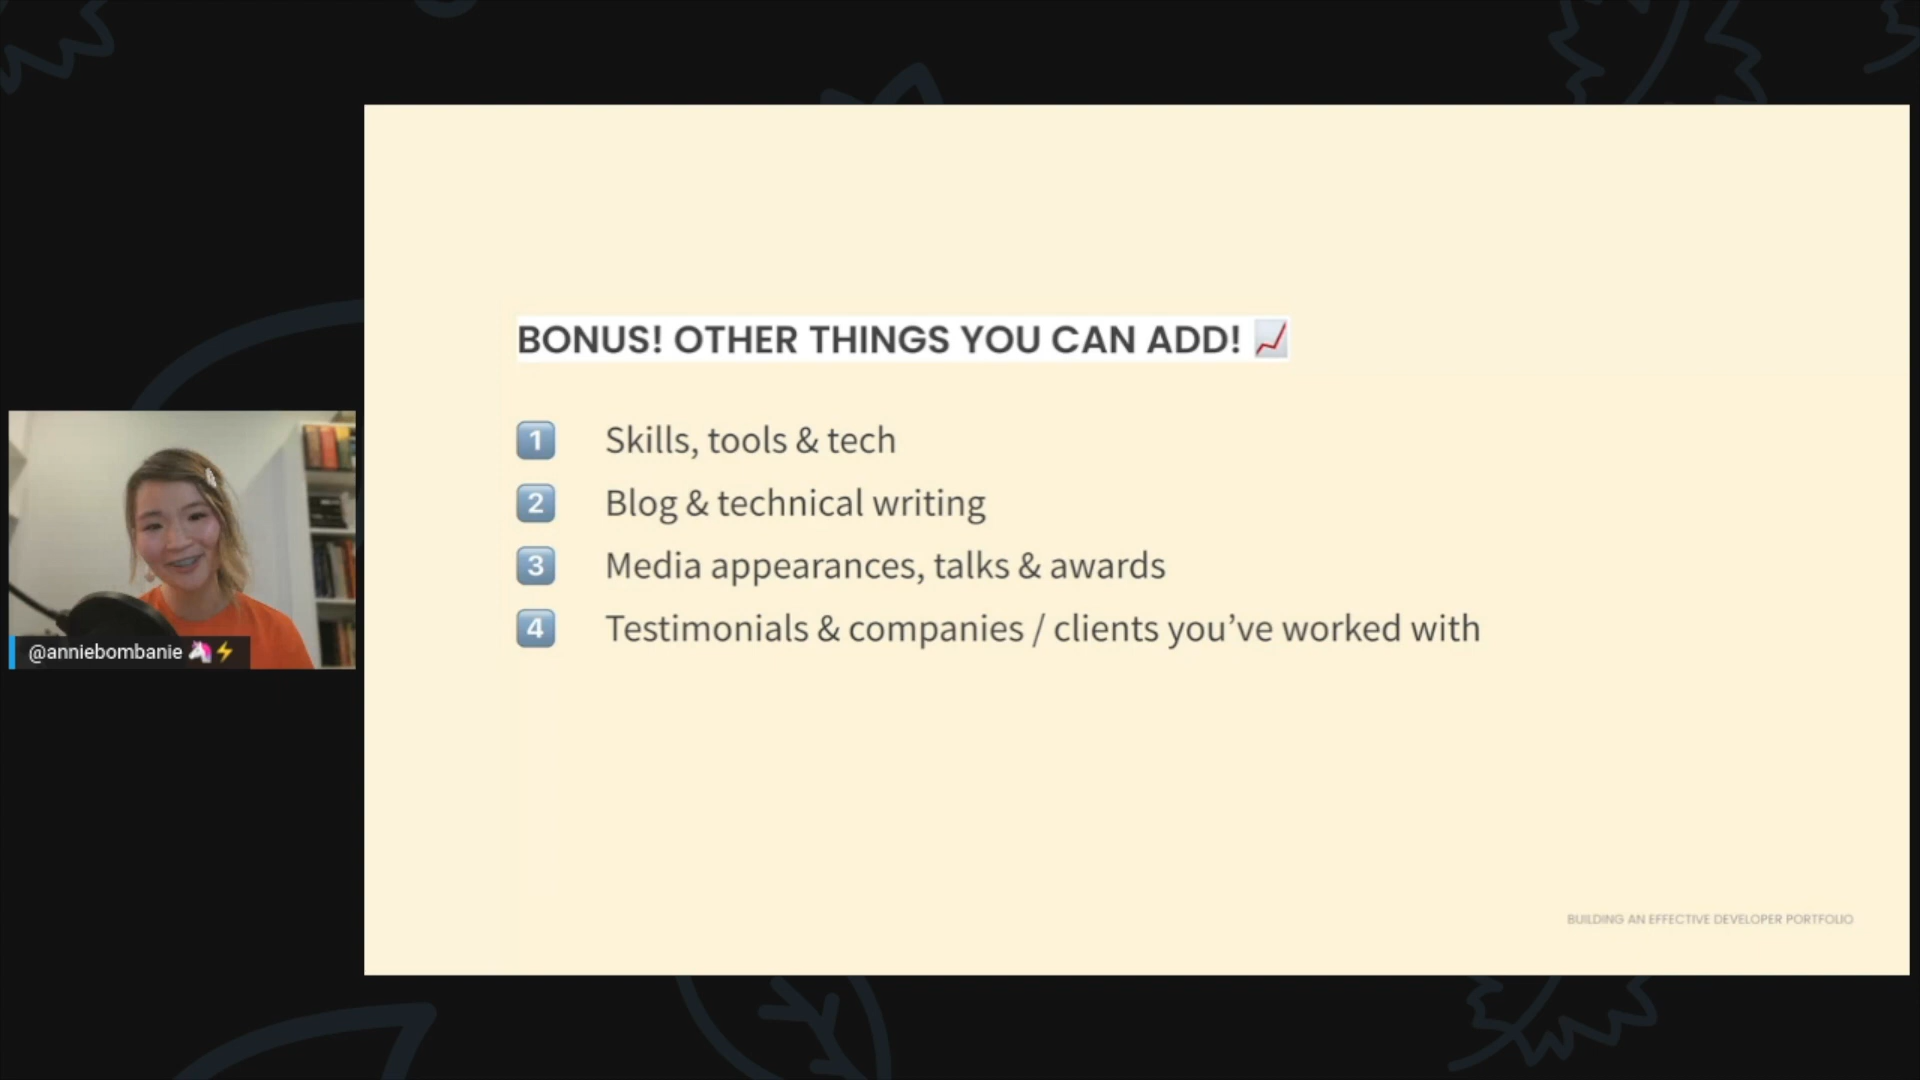 BONUS! OTHER THINGS YOU CAN ADD! 📈
1 Skills, tools & tech
2 Blog & technical writing
3 Media appearances, talks & awards
4 Testimonials & companies / clients you’ve worked with
@anniebombanie 🦄⚡
BUILDING AN EFFECTIVE DEVELOPER PORTFOLIO